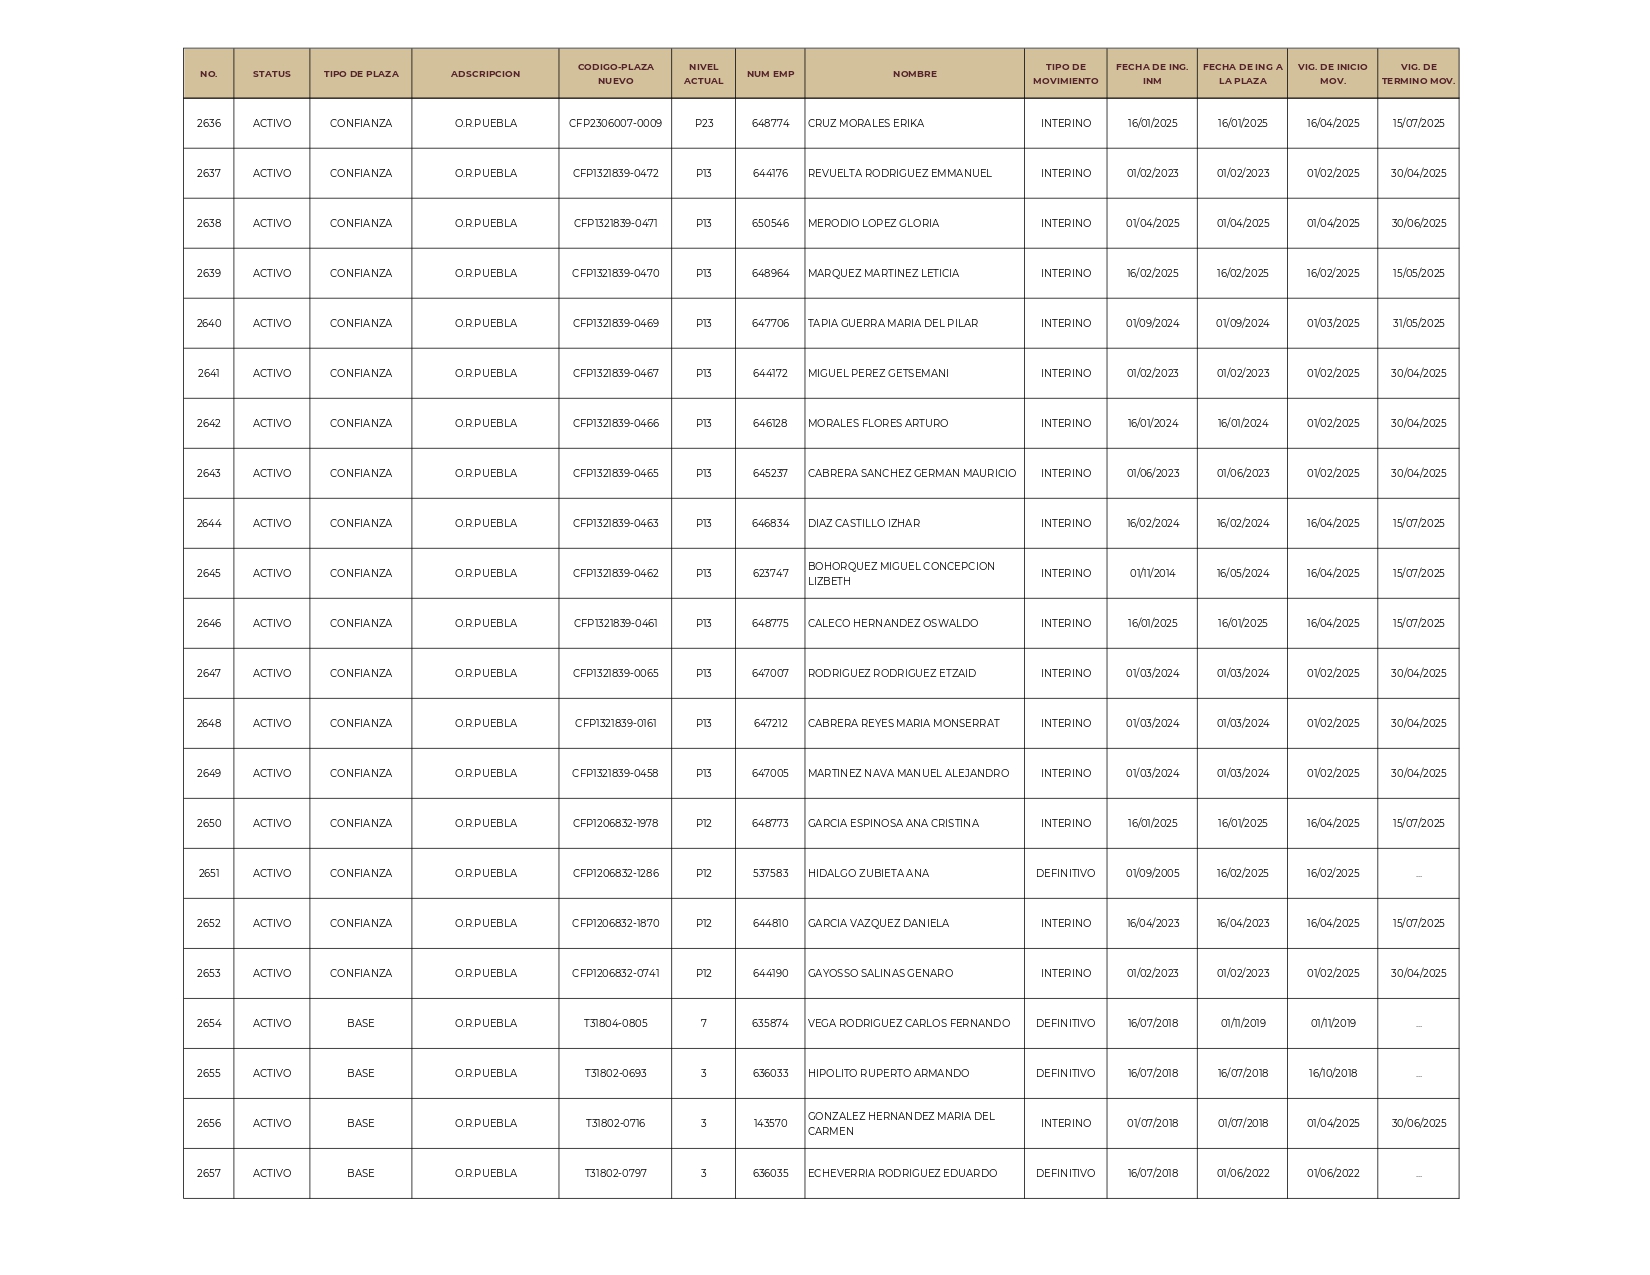 NO. STATUS TIPO DE PLAZA ADSCRIPCION CODIGO-PLAZA NUEVO NIVEL ACTUAL NUM EMP NOMBRE TIPO DE MOVIMIENTO FECHA DE ING. INM FECHA DE ING A LA PLAZA VIG. DE INICIO MOV. VIG. DE TERMINO MOV.
2636 ACTIVO CONFIANZA O.R.PUEBLA CFP2306007-0009 P23 648774 CRUZ MORALES ERIKA INTERINO 16/01/2025 16/01/2025 16/04/2025 15/07/2025
2637 ACTIVO CONFIANZA O.R.PUEBLA CFP1321839-0472 P13 644176 REVUELTA RODRIGUEZ EMMANUEL INTERINO 01/02/2023 01/02/2023 01/02/2025 30/04/2025
2638 ACTIVO CONFIANZA O.R.PUEBLA CFP1321839-0471 P13 650546 MERODIO LOPEZ GLORIA INTERINO 01/04/2025 01/04/2025 01/04/2025 30/06/2025
2639 ACTIVO CONFIANZA O.R.PUEBLA CFP1321839-0470 P13 648964 MARQUEZ MARTINEZ LETICIA INTERINO 16/02/2025 16/02/2025 16/02/2025 15/05/2025
2640 ACTIVO CONFIANZA O.R.PUEBLA CFP1321839-0469 P13 647706 TAPIA GUERRA MARIA DEL PILAR INTERINO 01/09/2024 01/09/2024 01/03/2025 31/05/2025
2641 ACTIVO CONFIANZA O.R.PUEBLA CFP1321839-0467 P13 644172 MIGUEL PEREZ GETSEMANI INTERINO 01/02/2023 01/02/2023 01/02/2025 30/04/2025
2642 ACTIVO CONFIANZA O.R.PUEBLA CFP1321839-0466 P13 646128 MORALES FLORES ARTURO INTERINO 16/01/2024 16/01/2024 01/02/2025 30/04/2025
2643 ACTIVO CONFIANZA O.R.PUEBLA CFP1321839-0465 P13 645237 CABRERA SANCHEZ GERMAN MAURICIO INTERINO 01/06/2023 01/06/2023 01/02/2025 30/04/2025
2644 ACTIVO CONFIANZA O.R.PUEBLA CFP1321839-0463 P13 646834 DIAZ CASTILLO IZHAR INTERINO 16/02/2024 16/02/2024 16/04/2025 15/07/2025
2645 ACTIVO CONFIANZA O.R.PUEBLA CFP1321839-0462 P13 623747 BOHORQUEZ MIGUEL CONCEPCION LIZBETH INTERINO 01/11/2014 16/05/2024 16/04/2025 15/07/2025
2646 ACTIVO CONFIANZA O.R.PUEBLA CFP1321839-0461 P13 648775 CALECO HERNANDEZ OSWALDO INTERINO 16/01/2025 16/01/2025 16/04/2025 15/07/2025
2647 ACTIVO CONFIANZA O.R.PUEBLA CFP1321839-0065 P13 647007 RODRIGUEZ RODRIGUEZ ETZAID INTERINO 01/03/2024 01/03/2024 01/02/2025 30/04/2025
2648 ACTIVO CONFIANZA O.R.PUEBLA CFP1321839-0161 P13 647212 CABRERA REYES MARIA MONSERRAT INTERINO 01/03/2024 01/03/2024 01/02/2025 30/04/2025
2649 ACTIVO CONFIANZA O.R.PUEBLA CFP1321839-0458 P13 647005 MARTINEZ NAVA MANUEL ALEJANDRO INTERINO 01/03/2024 01/03/2024 01/02/2025 30/04/2025
2650 ACTIVO CONFIANZA O.R.PUEBLA CFP1206832-1978 P12 648773 GARCIA ESPINOSA ANA CRISTINA INTERINO 16/01/2025 16/01/2025 16/04/2025 15/07/2025
2651 ACTIVO CONFIANZA O.R.PUEBLA CFP1206832-1286 P12 537583 HIDALGO ZUBIETA ANA DEFINITIVO 01/09/2005 16/02/2025 16/02/2025 ...
2652 ACTIVO CONFIANZA O.R.PUEBLA CFP1206832-1870 P12 644810 GARCIA VAZQUEZ DANIELA INTERINO 16/04/2023 16/04/2023 16/04/2025 15/07/2025
2653 ACTIVO CONFIANZA O.R.PUEBLA CFP1206832-0741 P12 644190 GAYOSSO SALINAS GENARO INTERINO 01/02/2023 01/02/2023 01/02/2025 30/04/2025
2654 ACTIVO BASE O.R.PUEBLA T31804-0805 7 635874 VEGA RODRIGUEZ CARLOS FERNANDO DEFINITIVO 16/07/2018 01/11/2019 01/11/2019 ...
2655 ACTIVO BASE O.R.PUEBLA T31802-0693 3 636033 HIPOLITO RUPERTO ARMANDO DEFINITIVO 16/07/2018 16/07/2018 16/10/2018 ...
2656 ACTIVO BASE O.R.PUEBLA T31802-0716 3 143570 GONZALEZ HERNANDEZ MARIA DEL CARMEN INTERINO 01/07/2018 01/07/2018 01/04/2025 30/06/2025
2657 ACTIVO BASE O.R.PUEBLA T31802-0797 3 636035 ECHEVERRIA RODRIGUEZ EDUARDO DEFINITIVO 16/07/2018 01/06/2022 01/06/2022 ...